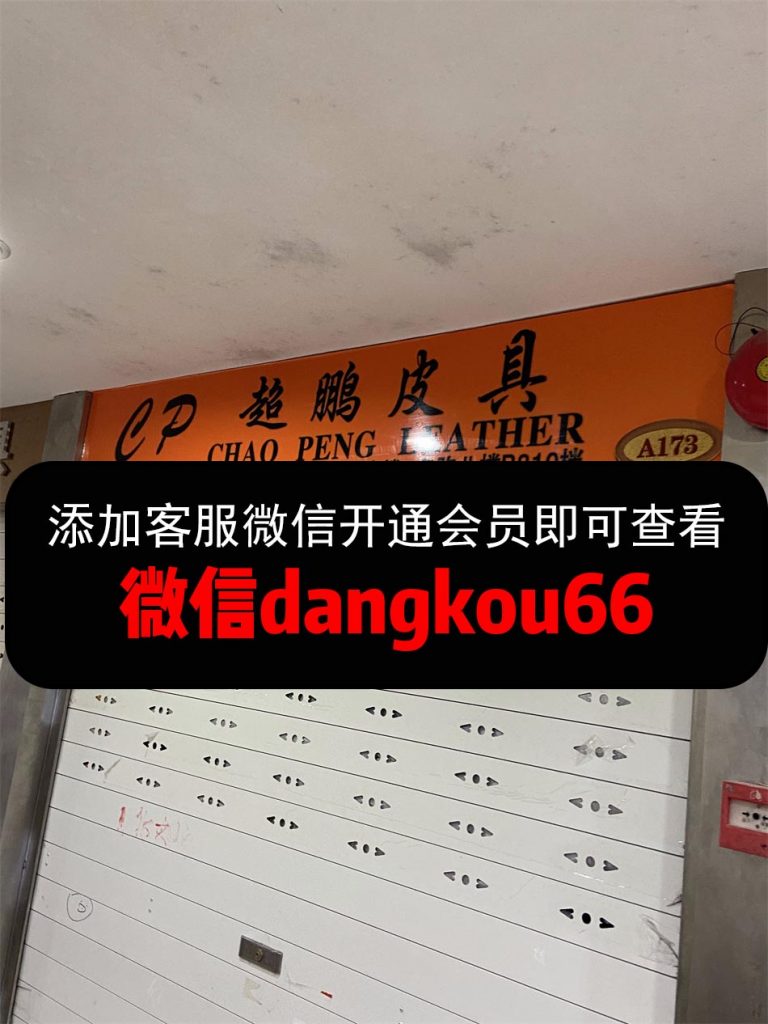 CP 超鹏皮具
CHAO PENG LEATHER
A173
添加客服微信开通会员即可查看
微信dangkou66